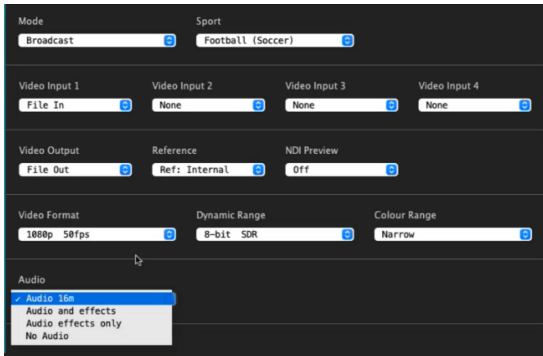 Mode Sport
Broadcast Football (Soccer)
Video Input 1 Video Input 2 Video Input 3 Video Input 4
File In None None None
Video Output Reference NDI Preview
File Out Ref: Internal Off
Video Format Dynamic Range Colour Range
1080p 50fps 8-bit SDR Narrow
Audio
✓ Audio 16m
Audio and effects
Audio effects only
No Audio